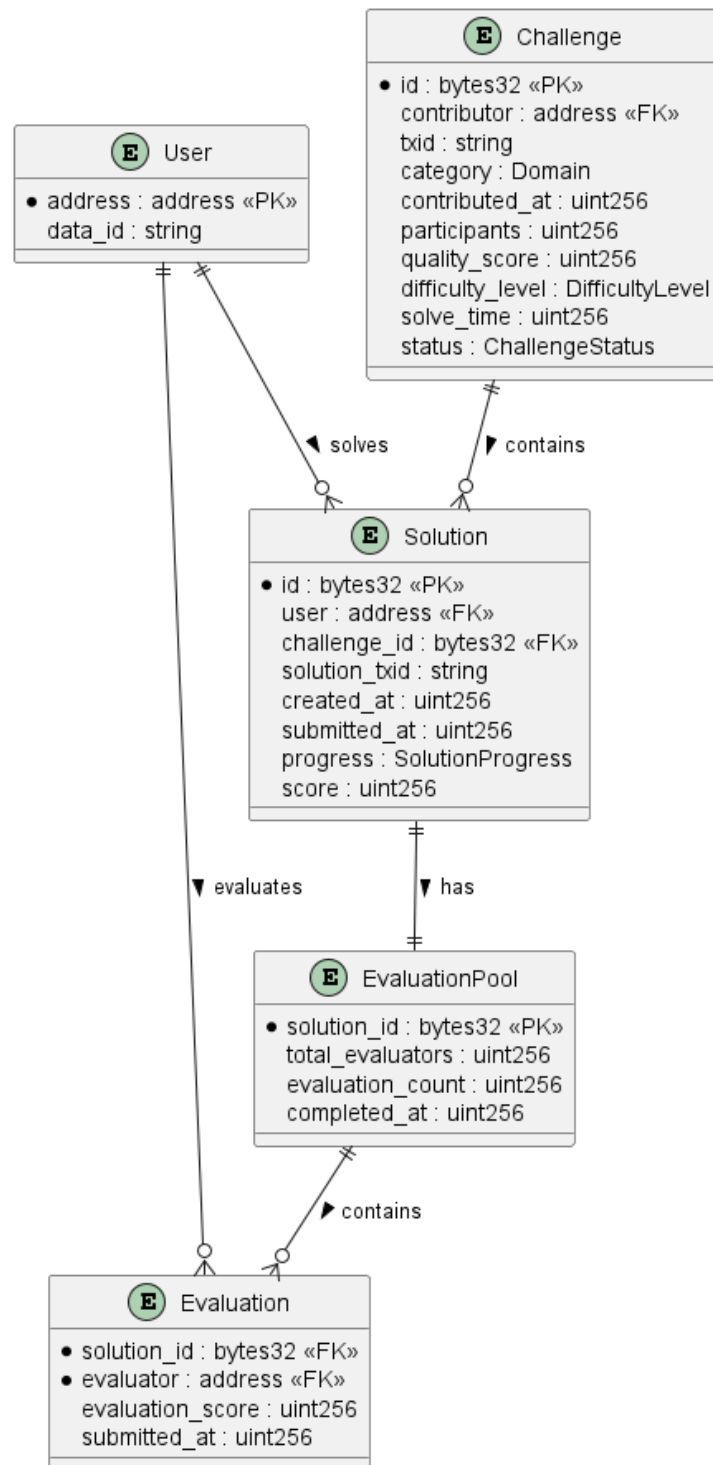 E Challenge
id : bytes32 «PK»
contributor : address «FK»
txid : string
category : Domain
contributed_at : uint256
participants : uint256
quality_score : uint256
difficulty_level : DifficultyLevel
solve_time : uint256
status : ChallengeStatus
E User
address : address «PK»
data_id : string
solves
contains
E Solution
id : bytes32 «PK»
user : address «FK»
challenge_id : bytes32 «FK»
solution_txid : string
created_at : uint256
submitted_at : uint256
progress : SolutionProgress
score : uint256
evaluates
has
E EvaluationPool
solution_id : bytes32 «PK»
total_evaluators : uint256
evaluation_count : uint256
completed_at : uint256
contains
E Evaluation
solution_id : bytes32 «FK»
evaluator : address «FK»
evaluation_score : uint256
submitted_at : uint256